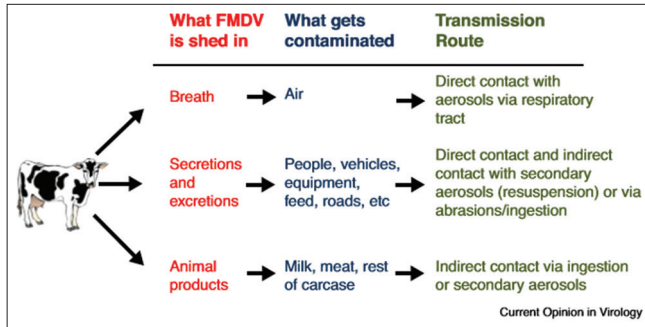 What FMDV
is shed in
What gets
contaminated
Transmission
Route
Breath
Air
Direct contact with
aerosols via respiratory
tract
Secretions
and
excretions
People, vehicles,
equipment,
feed, roads, etc
Direct contact and indirect
contact with secondary
aerosols (resuspension) or via
abrasions/ingestion
Animal
products
Milk, meat, rest
of carcase
Indirect contact via ingestion
or secondary aerosols
Current Opinion in Virology